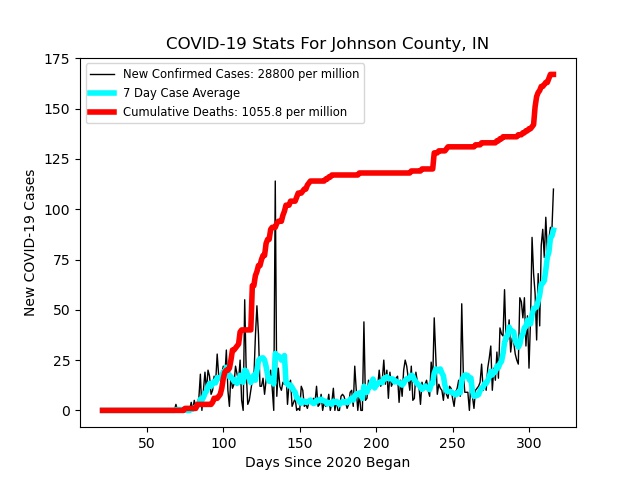 COVID-19 Stats For Johnson County, IN
New Confirmed Cases: 28800 per million
7 Day Case Average
Cumulative Deaths: 1055.8 per million
New COVID-19 Cases
175
150
125
100
75
50
25
0
50 100 150 200 250 300
Days Since 2020 Began